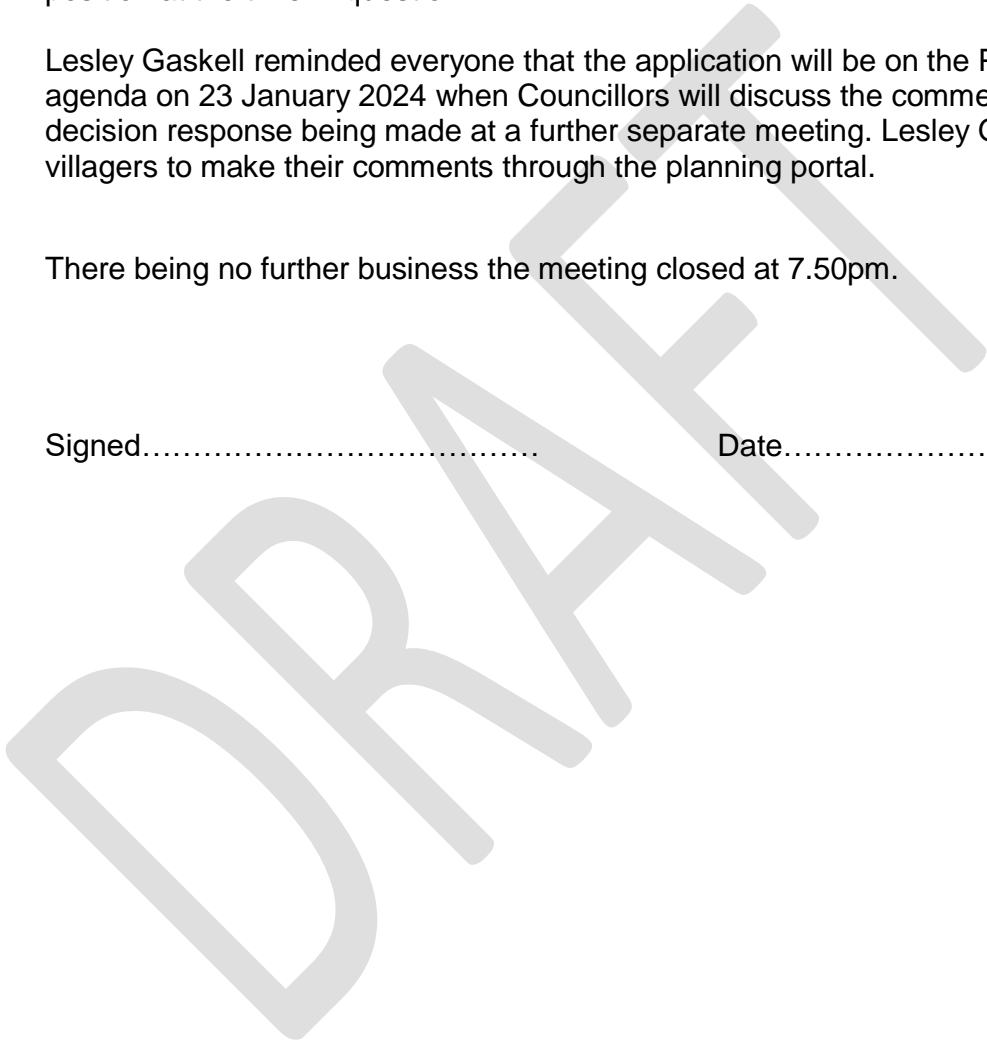 Lesley Gaskell reminded everyone that the application will be on the
agenda on 23 January 2024 when Councillors will discuss the
decision response being made at a further separate meeting. Lesley
villagers to make their comments through the planning portal.
There being no further business the meeting closed at 7.50pm.
Signed………………………………… Date…………………
DRAFT